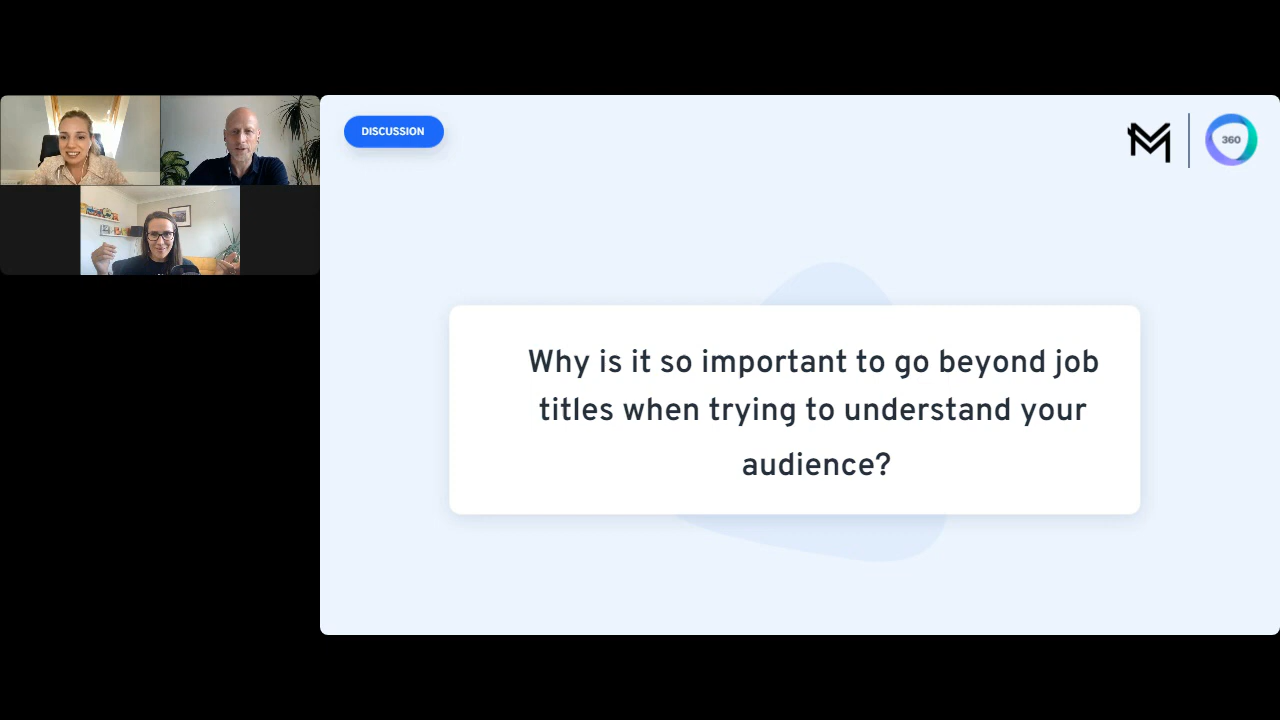 DISCUSSION
360
Why is it so important to go beyond job
titles when trying to understand your
audience?